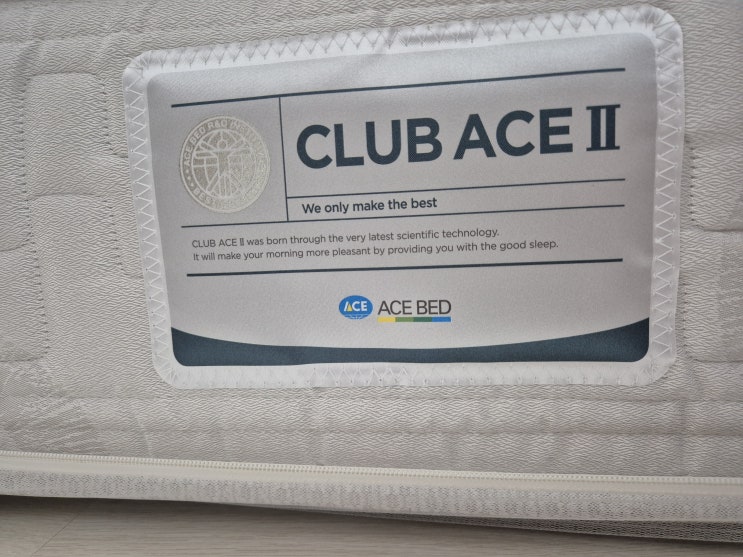 CLUB ACE Ⅱ
We only make the best
CLUB ACE Ⅱ was born through the very latest scientific technology.
It will make your morning more pleasant by providing you with the good sleep.
ACE ACE BED